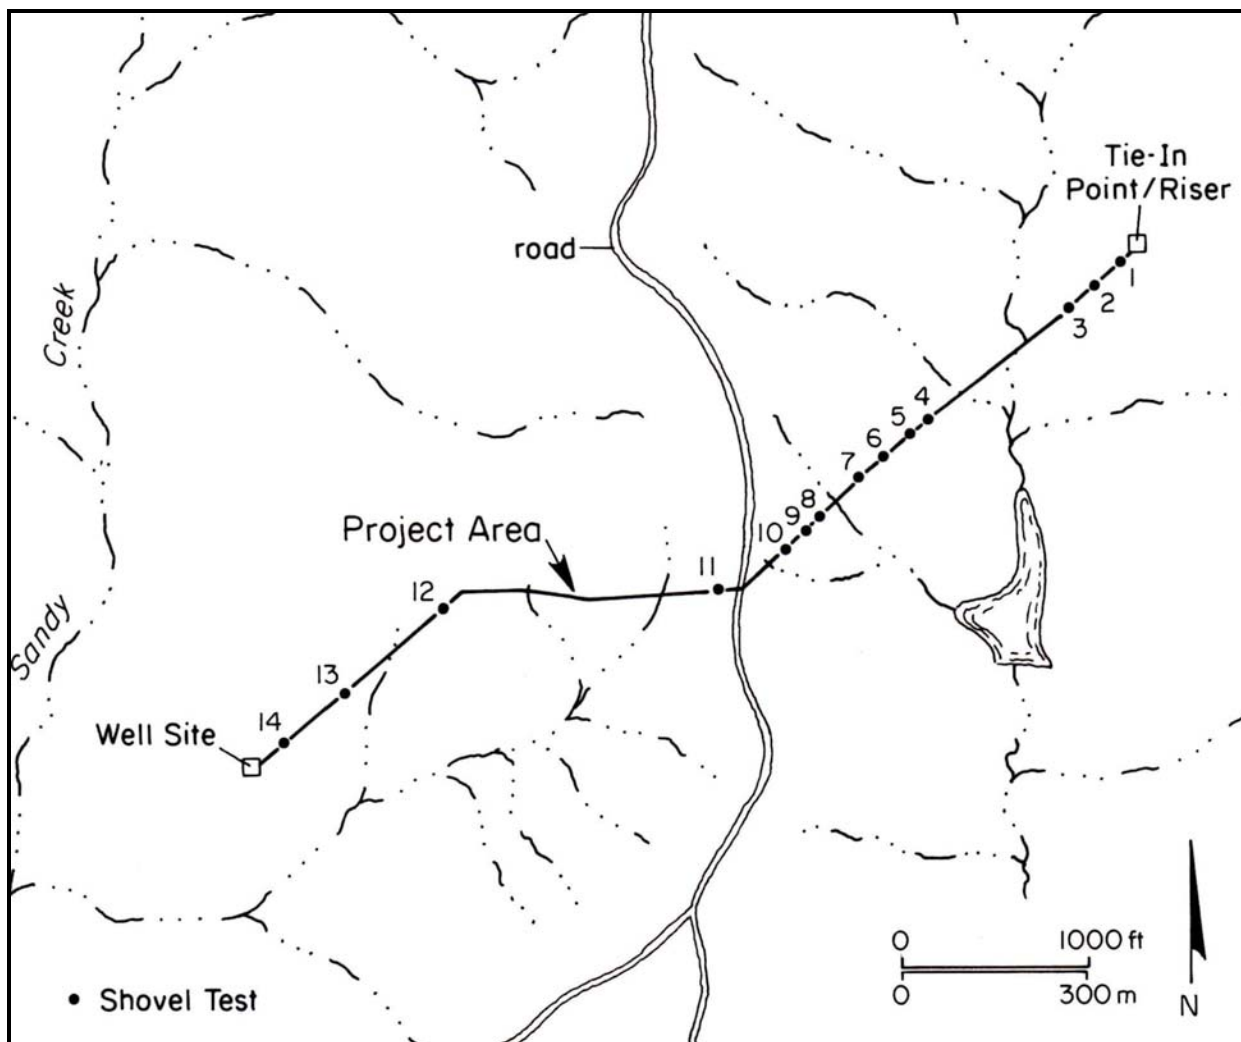 Tie-In
Point/Riser
road
1
2
3
Creek
4
5
6
7
8
9
10
Project Area
11
12
Sandy
13
14
Well Site
0 1000 ft
0 300 m
N
• Shovel Test